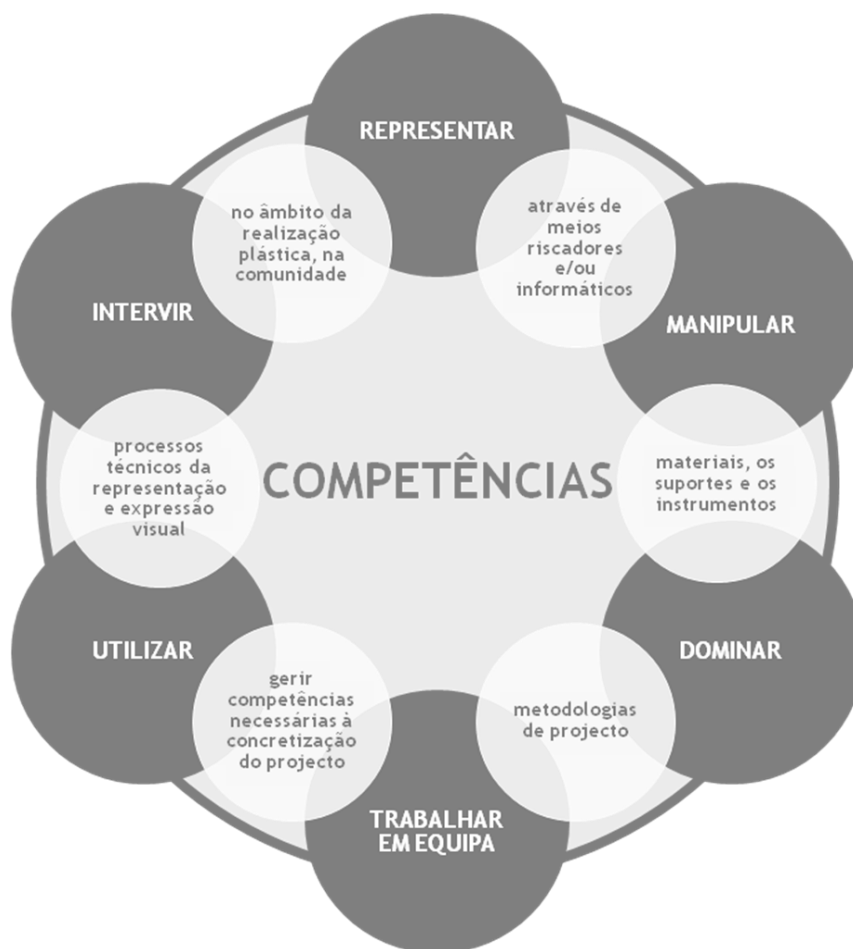 REPRESENTAR
através de
meios
riscadores
e/ou
informáticos
MANIPULAR
materiais, os
suportes e os
instrumentos
DOMINAR
metodologias
de projecto
TRABALHAR
EM EQUIPA
gerir
competências
necessárias à
concretização
do projecto
UTILIZAR
processos
técnicos da
representação
e expressão
visual
INTERVIR
no âmbito da
realização
plástica, na
comunidade
COMPETÊNCIAS